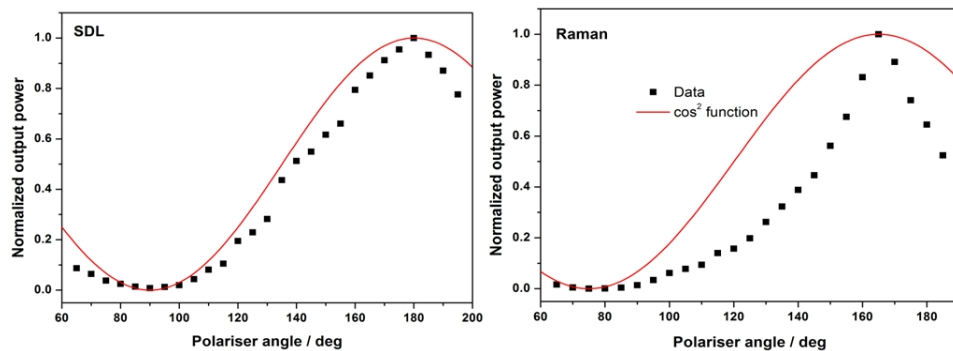 SDL
Normalized output power
1.0
0.8
0.6
0.4
0.2
0.0
60 80 100 120 140 160 180 200
Polariser angle / deg
Raman
Data
cos² function
Normalized output power
1.0
0.8
0.6
0.4
0.2
0.0
60 80 100 120 140 160 180
Polariser angle / deg